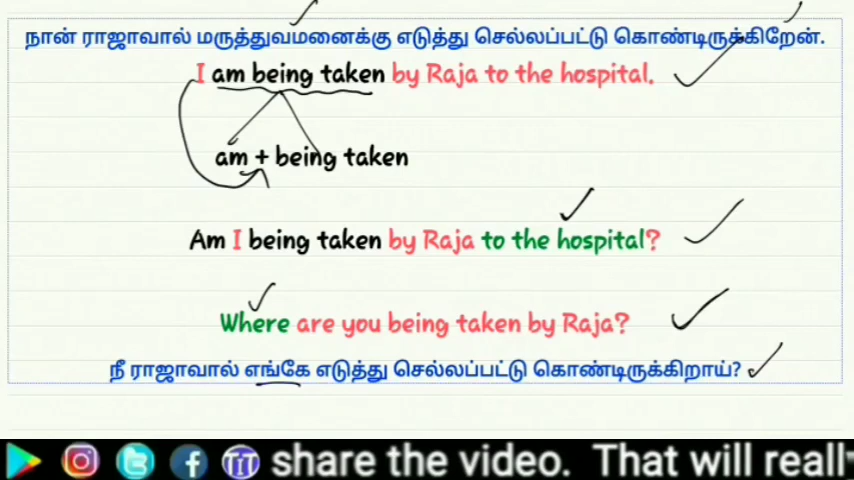 நான் ராஜாவால் மருத்துவமனைக்கு எடுத்து செல்லப்பட்டு கொண்டிருக்கிறேன்.
I am being taken by Raja to the hospital.
am + being taken
Am I being taken by Raja to the hospital?
Where are you being taken by Raja?
நீ ராஜாவால் எங்கே எடுத்து செல்லப்பட்டு கொண்டிருக்கிறாய்?
share the video. That will reall